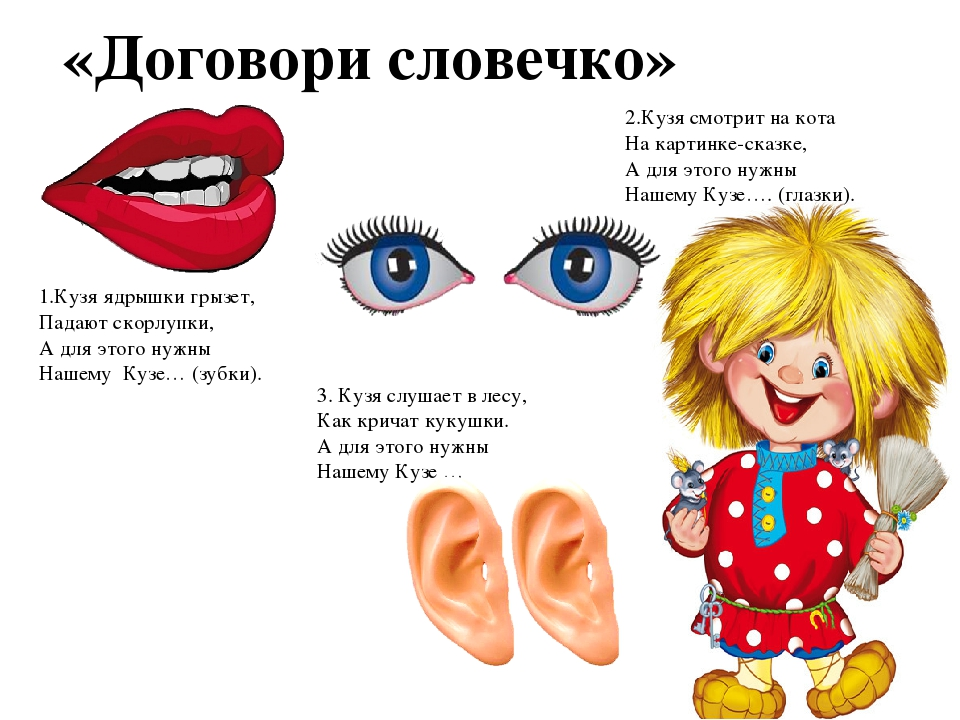 «Договори словечко»
1.Кузя ядрышки грызет,
Падают скорлупки,
А для этого нужны
Нашему Кузе… (зубки).
2.Кузя смотрит на кота
На картинке-сказке,
А для этого нужны
Нашему Кузе…. (глазки).
3. Кузя слушает в лесу,
Как кричат кукушки.
А для этого нужны
Нашему Кузе …